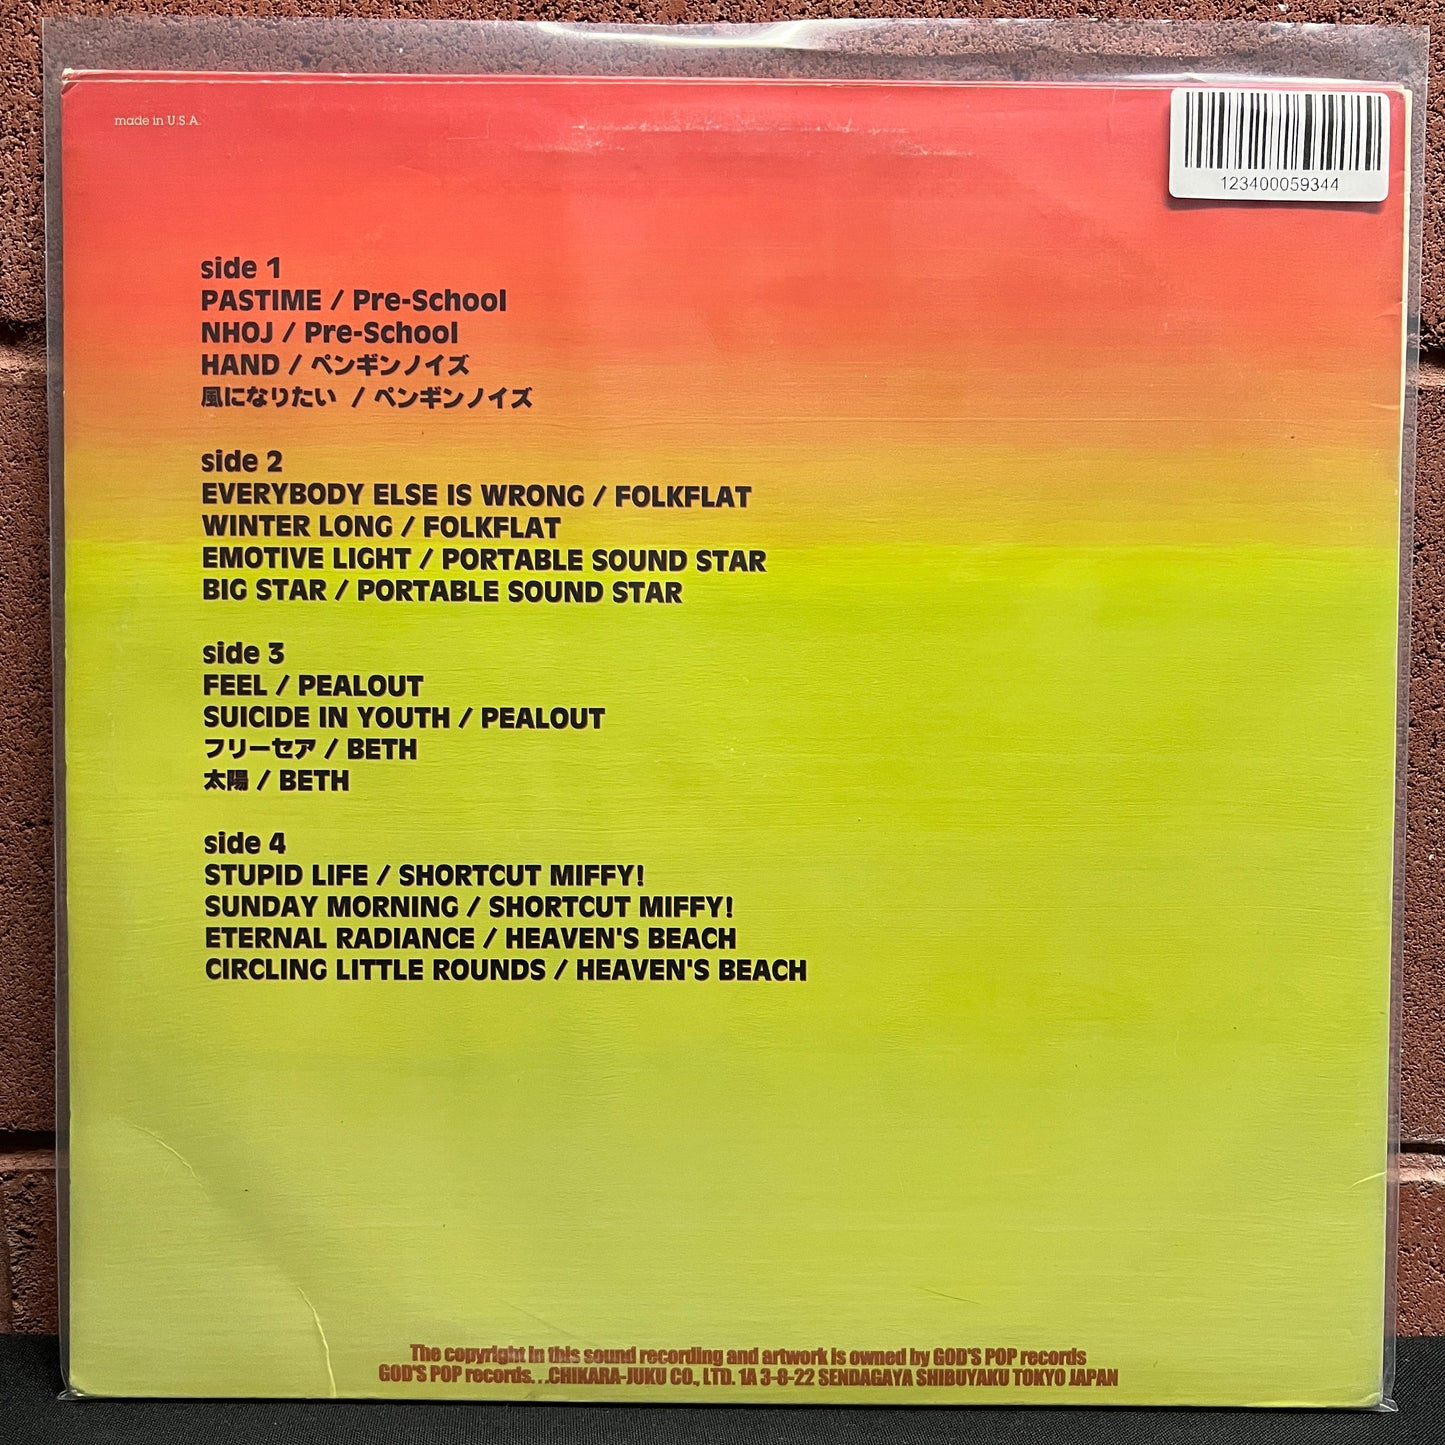 made in U.S.A.
123400059344
side 1
PASTIME / Pre-School
NHOJ / Pre-School
HAND / ペンギンノイズ
風になりたい / ペンギンノイズ
side 2
EVERYBODY ELSE IS WRONG / FOLKFLAT
WINTER LONG / FOLKFLAT
EMOTIVE LIGHT / PORTABLE SOUND STAR
BIG STAR / PORTABLE SOUND STAR
side 3
FEEL / PEALOUT
SUICIDE IN YOUTH / PEALOUT
フリーセア / BETH
太陽 / BETH
side 4
STUPID LIFE / SHORTCUT MIFFY!
SUNDAY MORNING / SHORTCUT MIFFY!
ETERNAL RADIANCE / HEAVEN'S BEACH
CIRCLING LITTLE ROUNDS / HEAVEN'S BEACH
The copyright in this sound recording and artwork is owned by GOD'S POP records
GOD'S POP records. . .CHIKARA-JUKU CO., LTD. 1A 3-8-22 SENDAGAYA SHIBUYAKU TOKYO JAPAN